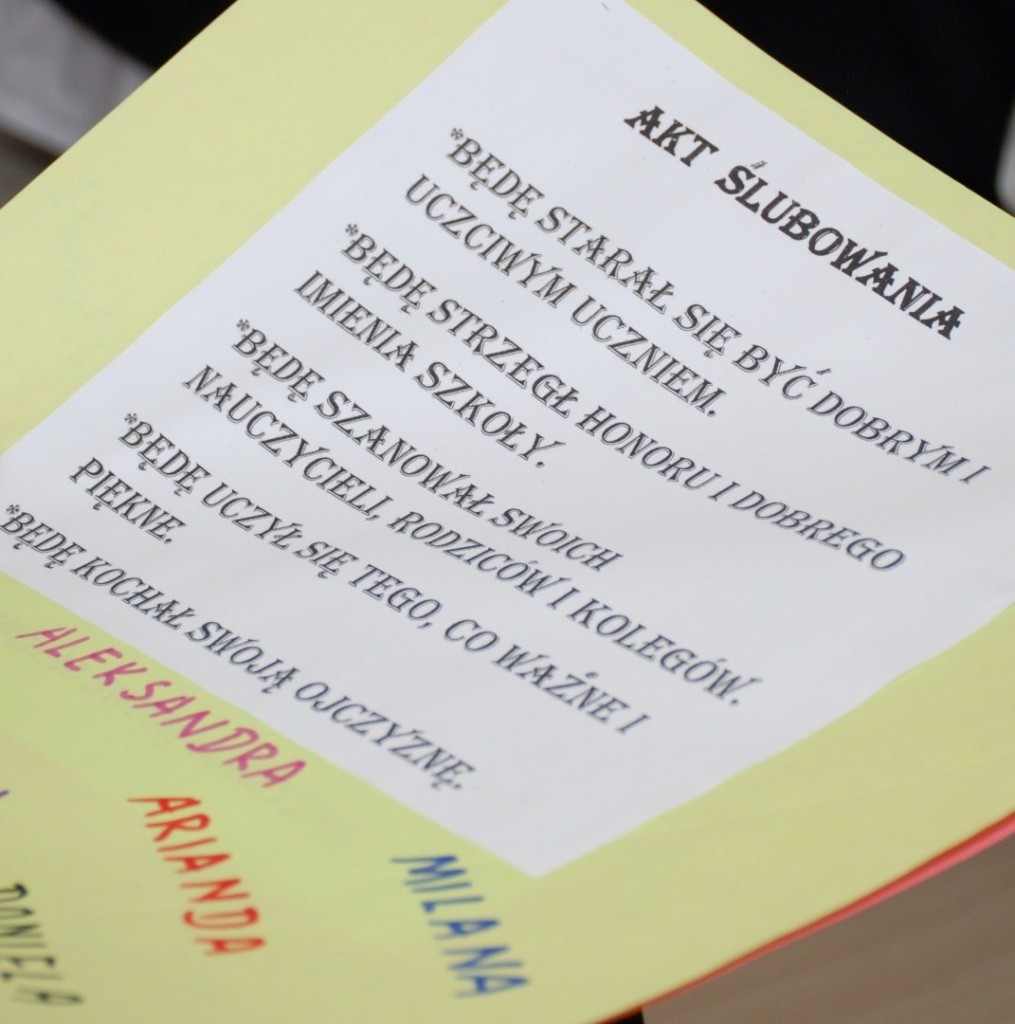 AKT ŚLUBOWANIA
*BĘDĘ STARAŁ SIĘ BYĆ DOBRYM I
UCZCIWYM UCZNIEM.
*BĘDĘ STRZEGŁ HONORU I DOBREGO
IMIENIA SZKOŁY.
*BĘDĘ SZANOWAŁ SWOICH
NAUCZYCIELI, RODZICÓW I KOLEGÓW.
*BĘDĘ UCZYŁ SIĘ TEGO, CO WAŻNE I
PIĘKNE.
*BĘDĘ KOCHAŁ SWOJĄ OJCZYZNĘ.
ALEKSANDRA
ARIANDA
MILANA